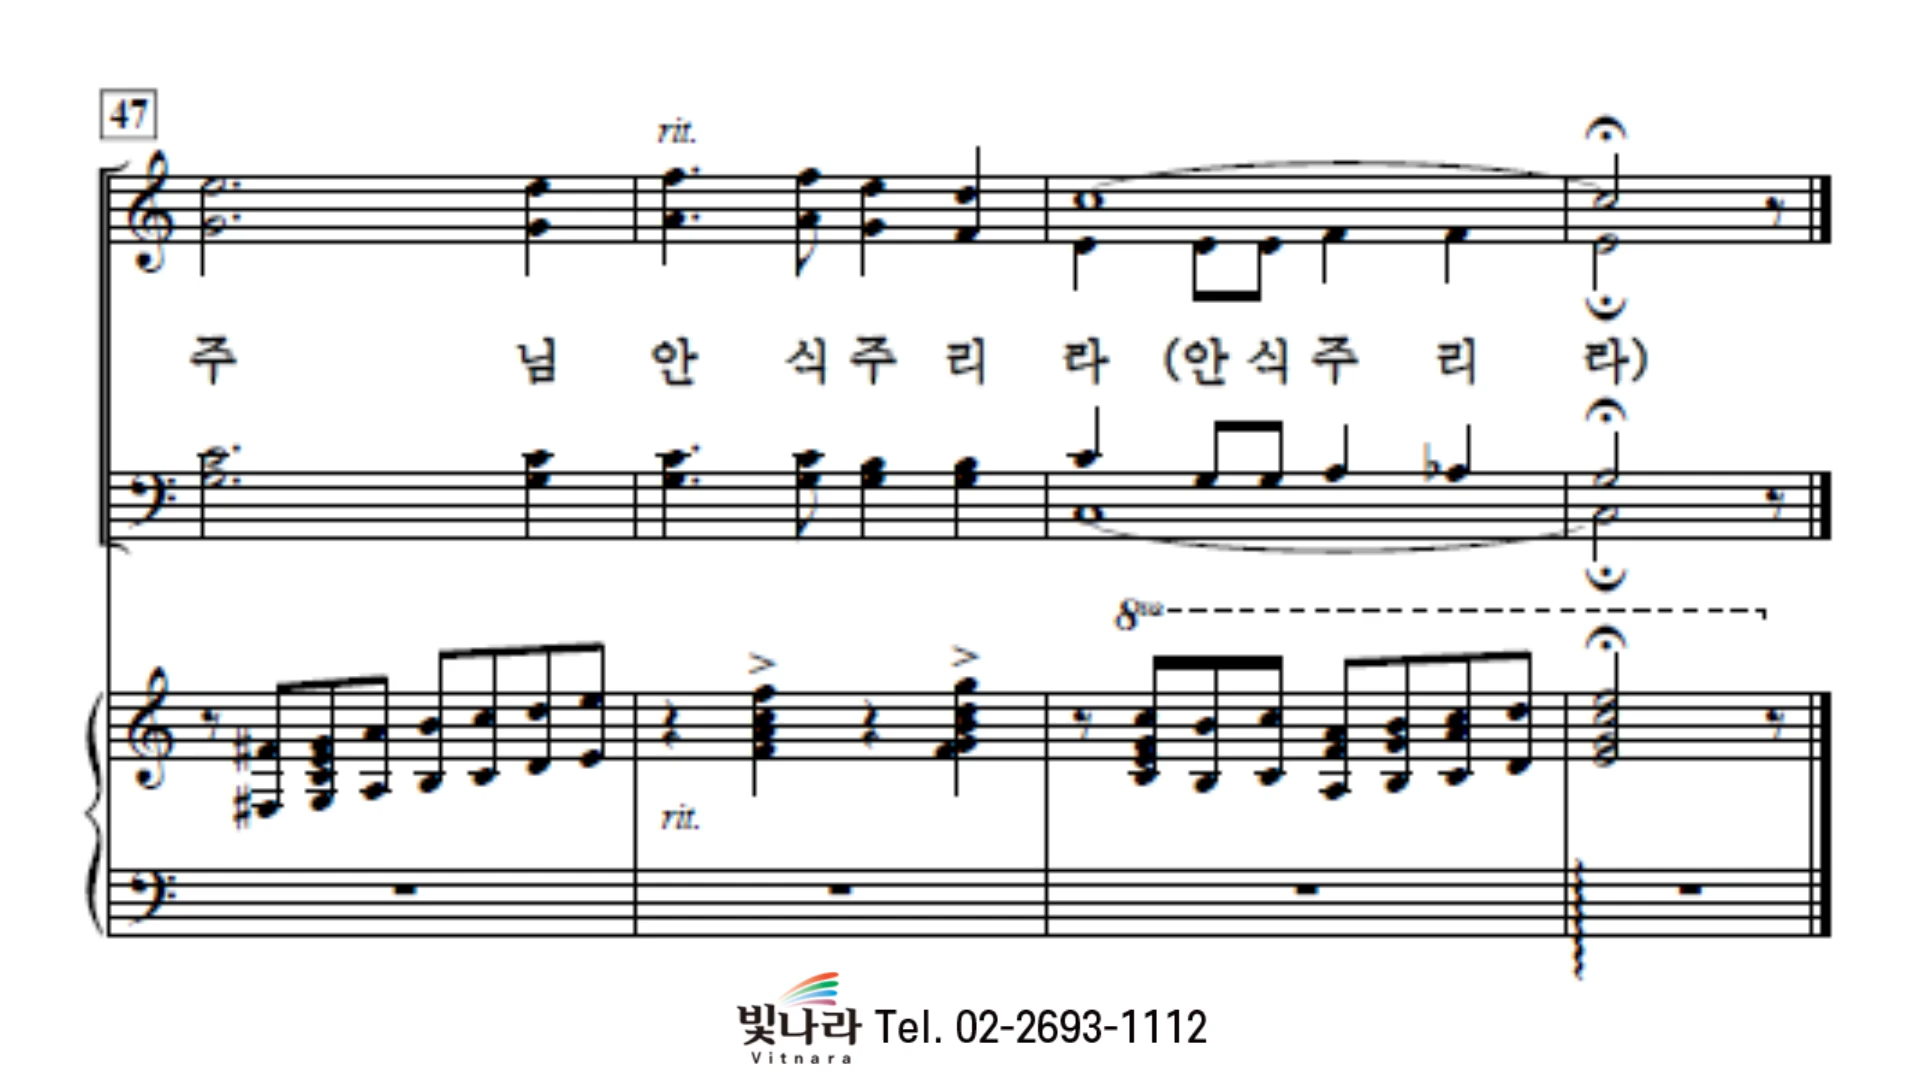 47
rit.
주 님 안 식 주 리 라 (안 식 주 리 라)
8va
rit.
빛나라 Tel. 02-2693-1112
Vitnara